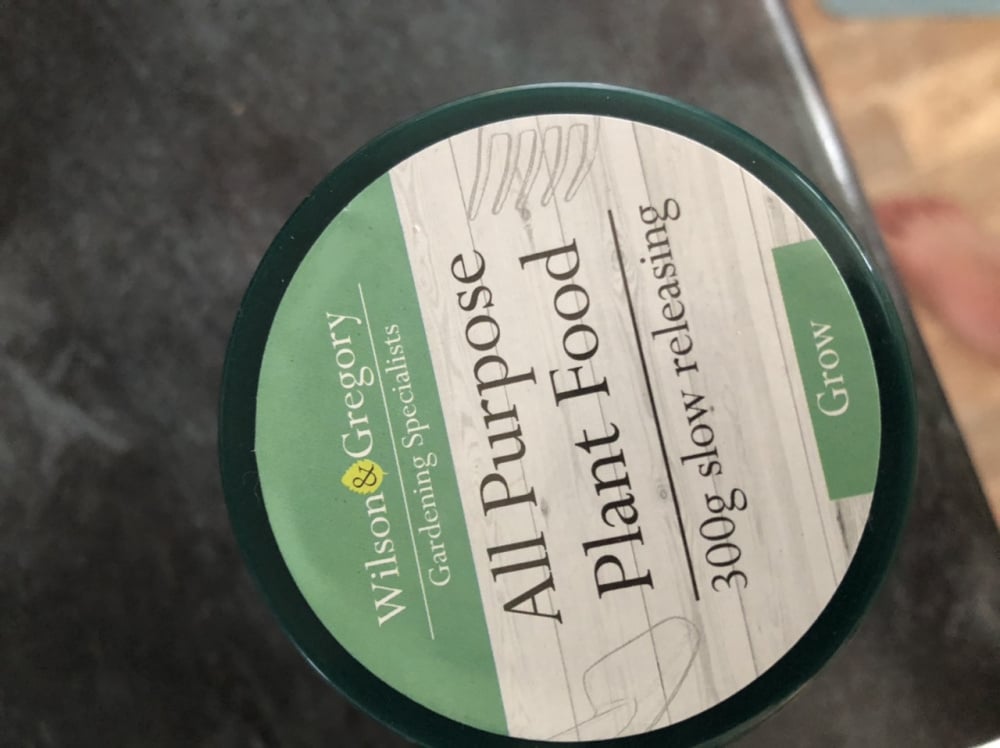 Wilson & Gregory
Gardening Specialists
All Purpose
Plant Food
300g slow releasing
Grow